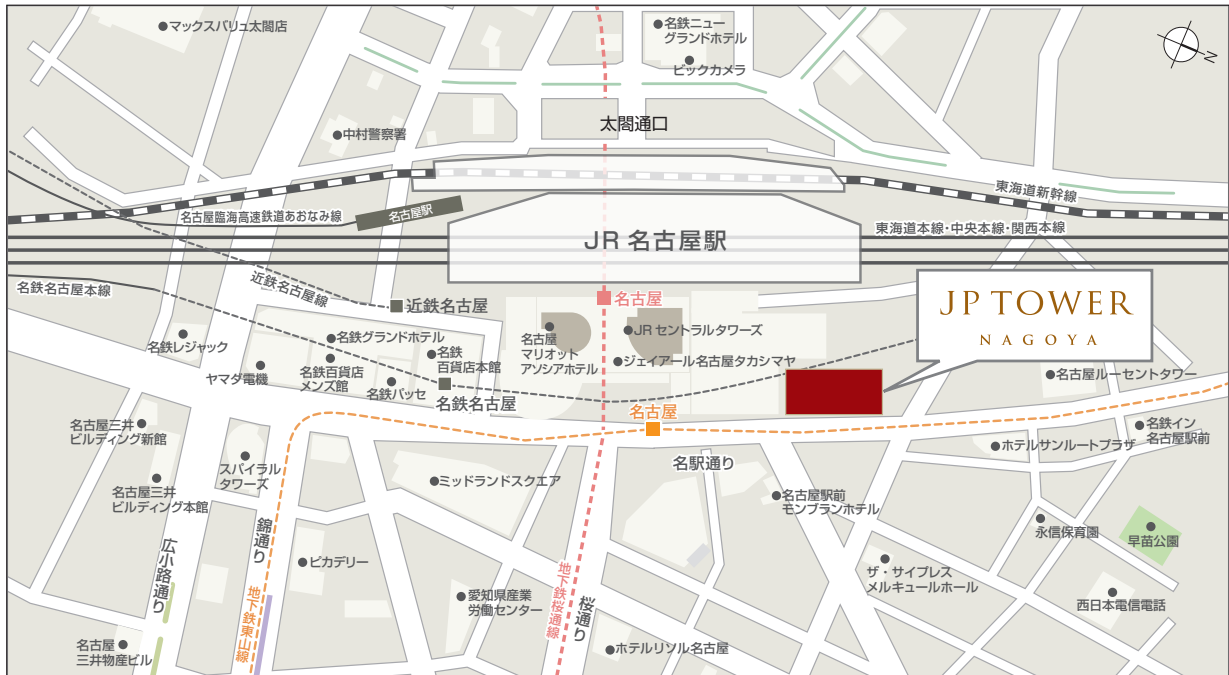 マックスバリュ太閤店
名鉄ニュー
グランドホテル
ビックカメラ
N
中村警察署
太閤通口
東海道新幹線
名古屋臨海高速鉄道あおなみ線
名古屋駅
JR 名古屋駅
東海道本線・中央本線・関西本線
名鉄名古屋本線
近鉄名古屋線
近鉄名古屋
名古屋
JP TOWER
NAGOYA
名鉄レジャック
名鉄グランドホテル
名古屋
マリオット
アソシアホテル
JR セントラルタワーズ
ジェイアール名古屋タカシマヤ
ヤマダ電機
名鉄百貨店
メンズ館
名鉄
百貨店本館
名鉄パッセ
名鉄名古屋
名古屋
名古屋ルーセントタワー
名古屋三井
ビルディング新館
名鉄イン
名古屋駅前
ホテルサンルートプラザ
スパイラル
タワーズ
名駅通り
ミッドランドスクエア
名古屋三井
ビルディング本館
名古屋駅前
モンブランホテル
錦通り
広小路通り
ピカデリー
永信保育園
早苗公園
地下鉄東山線
愛知県産業
労働センター
地下鉄桜通線
桜通り
ザ・サイプレス
メルキュールホール
西日本電信電話
名古屋
三井物産ビル
ホテルリソル名古屋